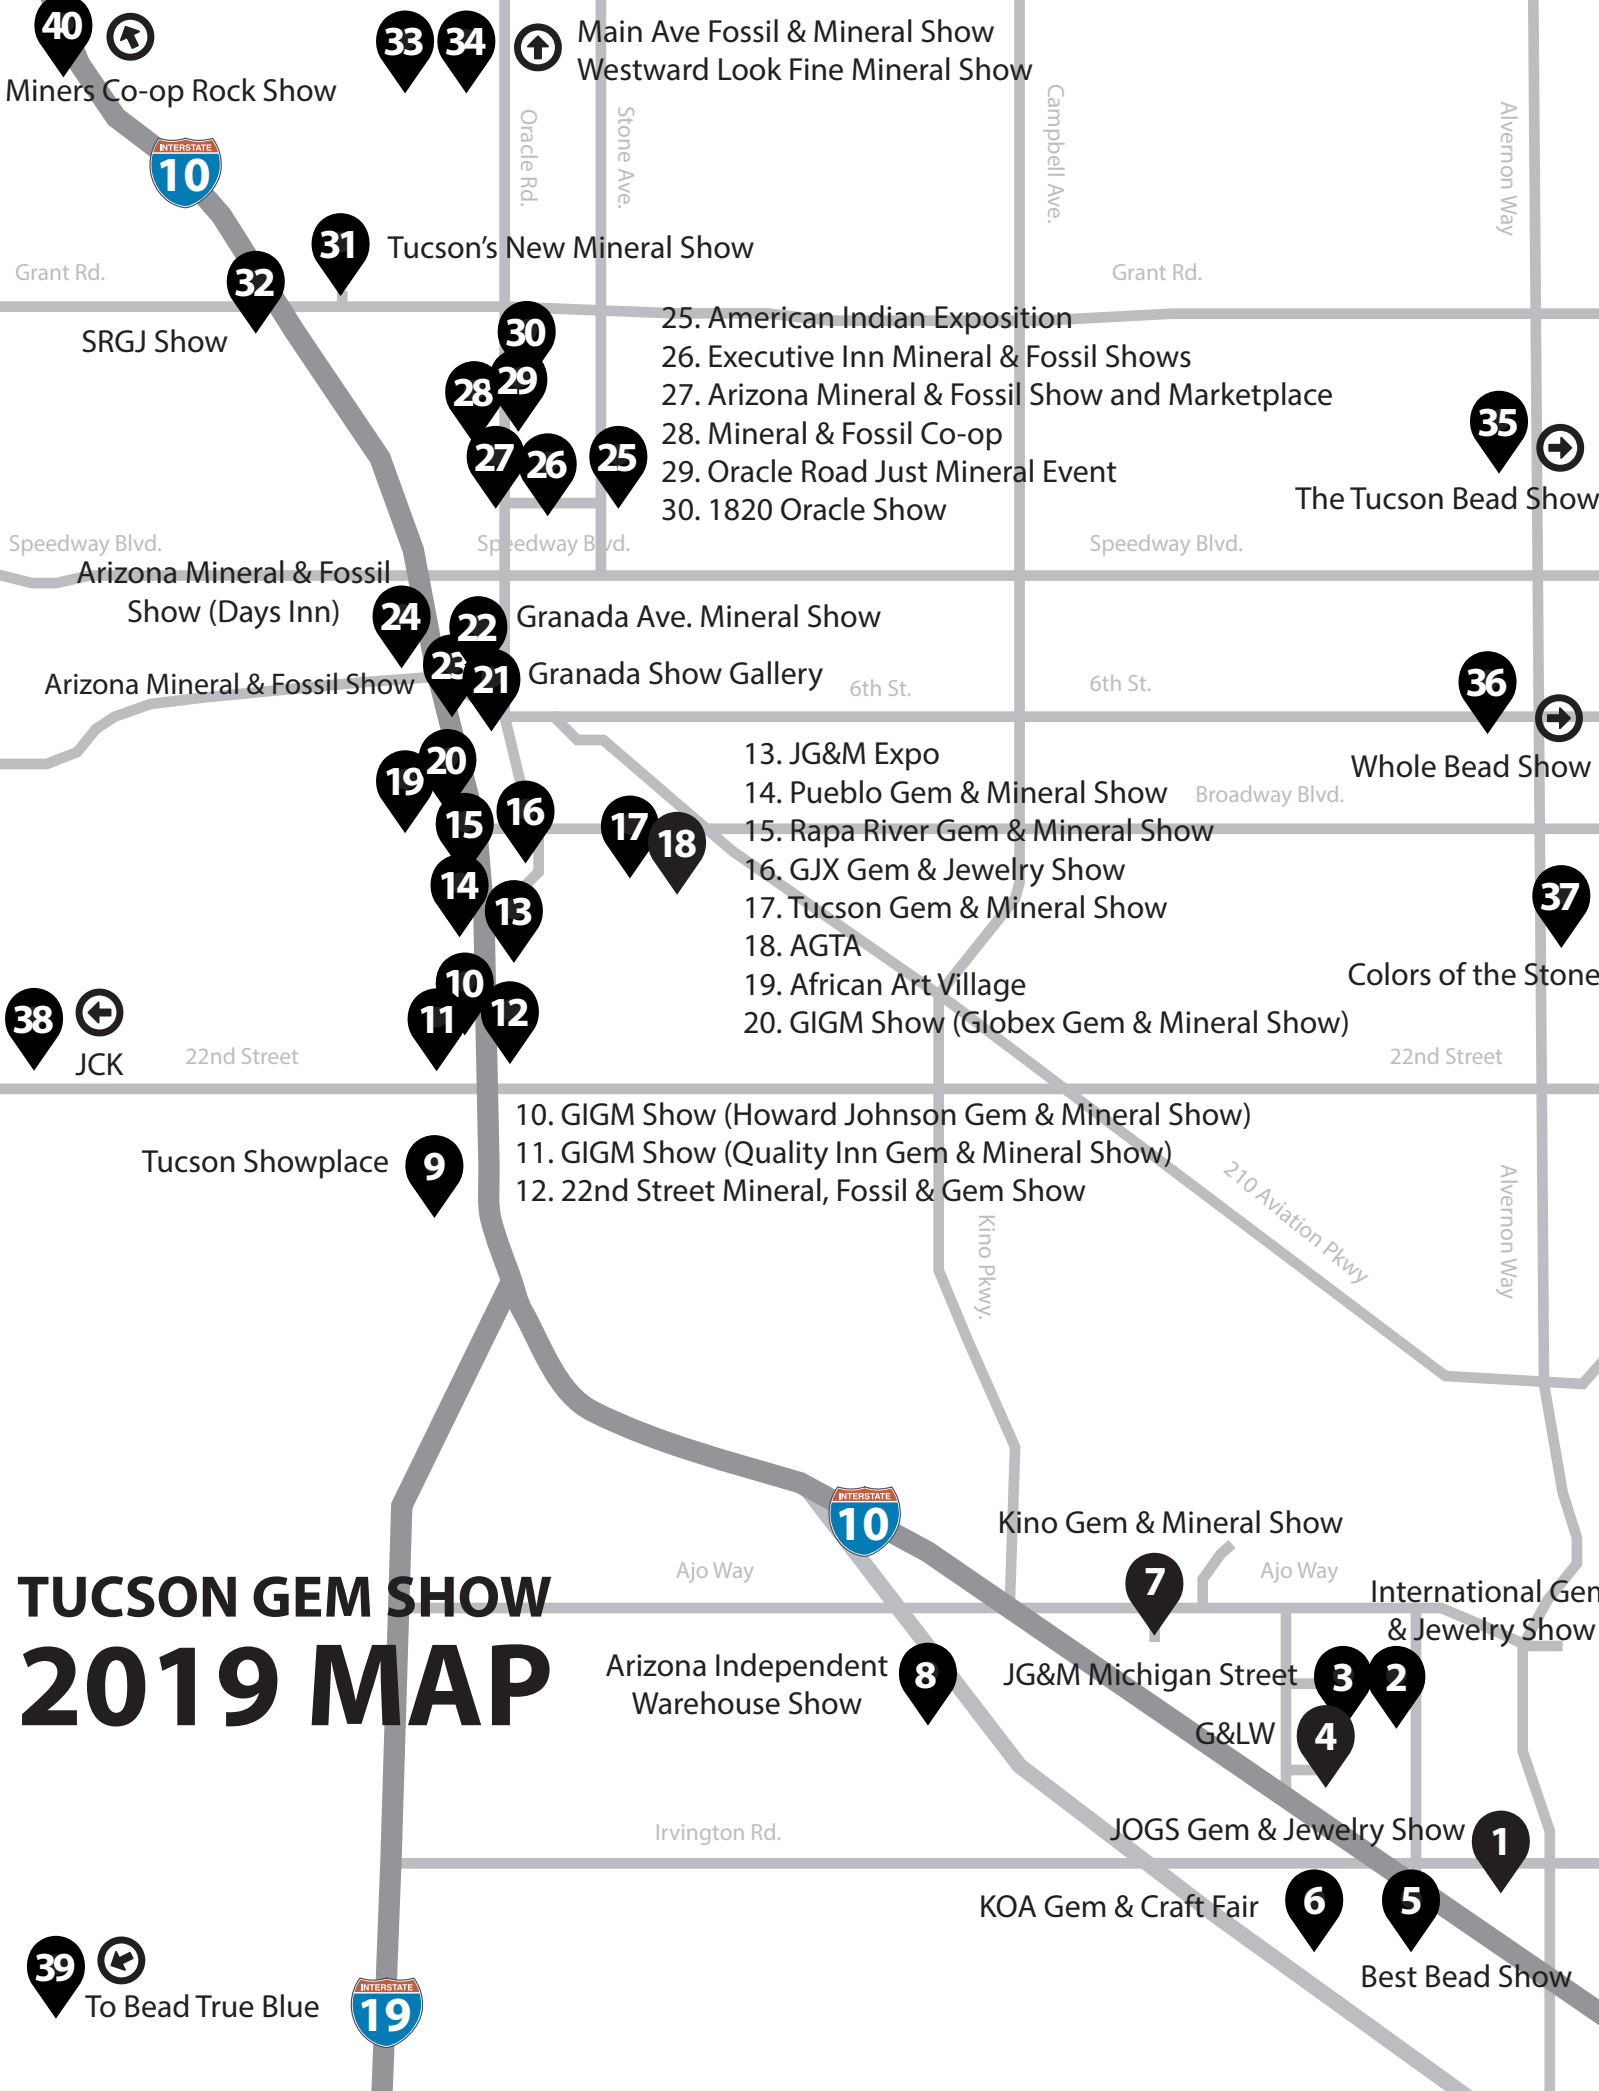 40
33
34
Main Ave Fossil & Mineral Show
Westward Look Fine Mineral Show
Miners Co-op Rock Show
Oracle Rd.
Stone Ave.
Campbell Ave.
Alvernon Way
INTERSTATE
10
31
Tucson's New Mineral Show
32
Grant Rd.
Grant Rd.
SRGJ Show
30
29
28
27
26
25
25. American Indian Exposition
26. Executive Inn Mineral & Fossil Shows
27. Arizona Mineral & Fossil Show and Marketplace
28. Mineral & Fossil Co-op
29. Oracle Road Just Mineral Event
30. 1820 Oracle Show
35
The Tucson Bead Show
Speedway Blvd.
Speedway Blvd.
Speedway Blvd.
Arizona Mineral & Fossil
Show (Days Inn)
24
22
Granada Ave. Mineral Show
23
21
Granada Show Gallery
Arizona Mineral & Fossil Show
6th St.
6th St.
36
Whole Bead Show
20
19
15
16
17
18
14
13
13. JG&M Expo
14. Pueblo Gem & Mineral Show
Broadway Blvd.
15. Rapa River Gem & Mineral Show
16. GJX Gem & Jewelry Show
17. Tucson Gem & Mineral Show
18. AGTA
19. African Art Village
20. GIGM Show (Globex Gem & Mineral Show)
37
Colors of the Stone
10
11
12
38
JCK
22nd Street
22nd Street
10. GIGM Show (Howard Johnson Gem & Mineral Show)
11. GIGM Show (Quality Inn Gem & Mineral Show)
12. 22nd Street Mineral, Fossil & Gem Show
Tucson Showplace
9
210 Aviation Pkwy
Kino Pkwy.
Alvernon Way
INTERSTATE
10
Kino Gem & Mineral Show
7
Ajo Way
Ajo Way
TUCSON GEM SHOW
2019 MAP
International Gem
& Jewelry Show
Arizona Independent
Warehouse Show
8
JG&M Michigan Street
3
2
G&LW
4
JOGS Gem & Jewelry Show
1
Irvington Rd.
KOA Gem & Craft Fair
6
5
Best Bead Show
39
To Bead True Blue
INTERSTATE
19